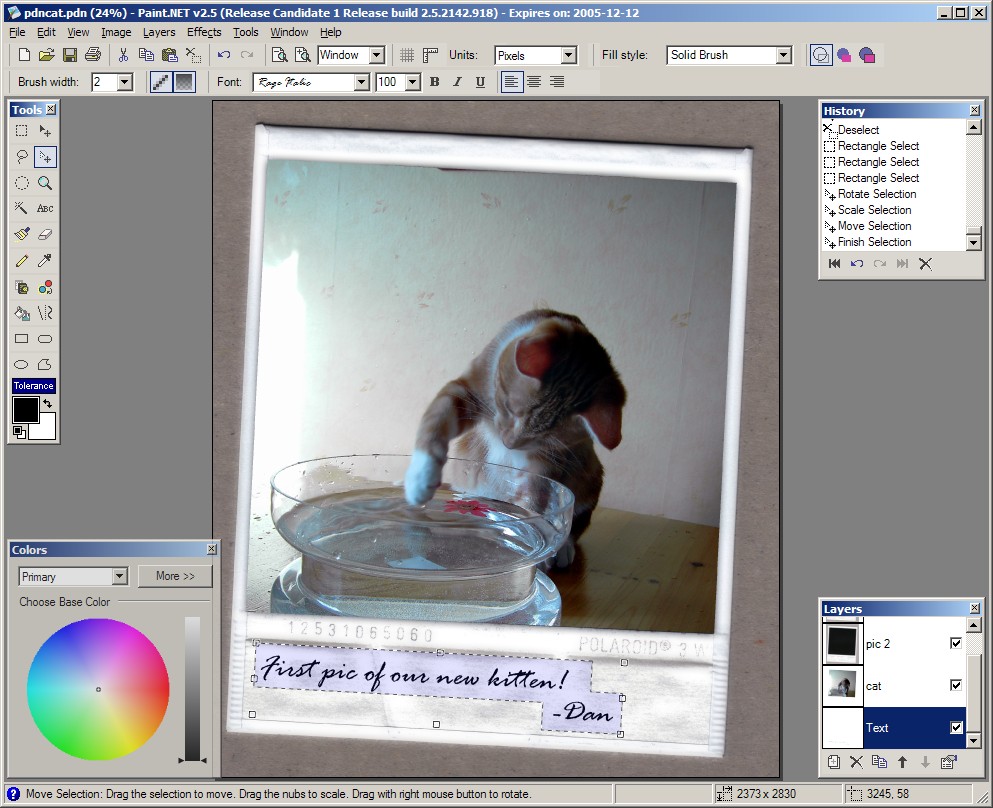 pdncat.pdn (24%) - Paint.NET v2.5 (Release Candidate 1 Release build 2.5.2142.918) - Expires on: 2005-12-12
File Edit View Image Layers Effects Tools Window Help
Window Units: Pixels Fill style: Solid Brush
Brush width: 2 Font: Rage Italic 100 B I U
Tools
ABC
Tolerance
History
Deselect
Rectangle Select
Rectangle Select
Rectangle Select
Rotate Selection
Scale Selection
Move Selection
Finish Selection
12531065060
POLAROID® 3 W
First pic of our new kitten!
-Dan
Colors
Primary
More >>
Choose Base Color
Layers
pic 2
cat
Text
Move Selection: Drag the selection to move. Drag the nubs to scale. Drag with right mouse button to rotate.
2373 x 2830
3245, 58